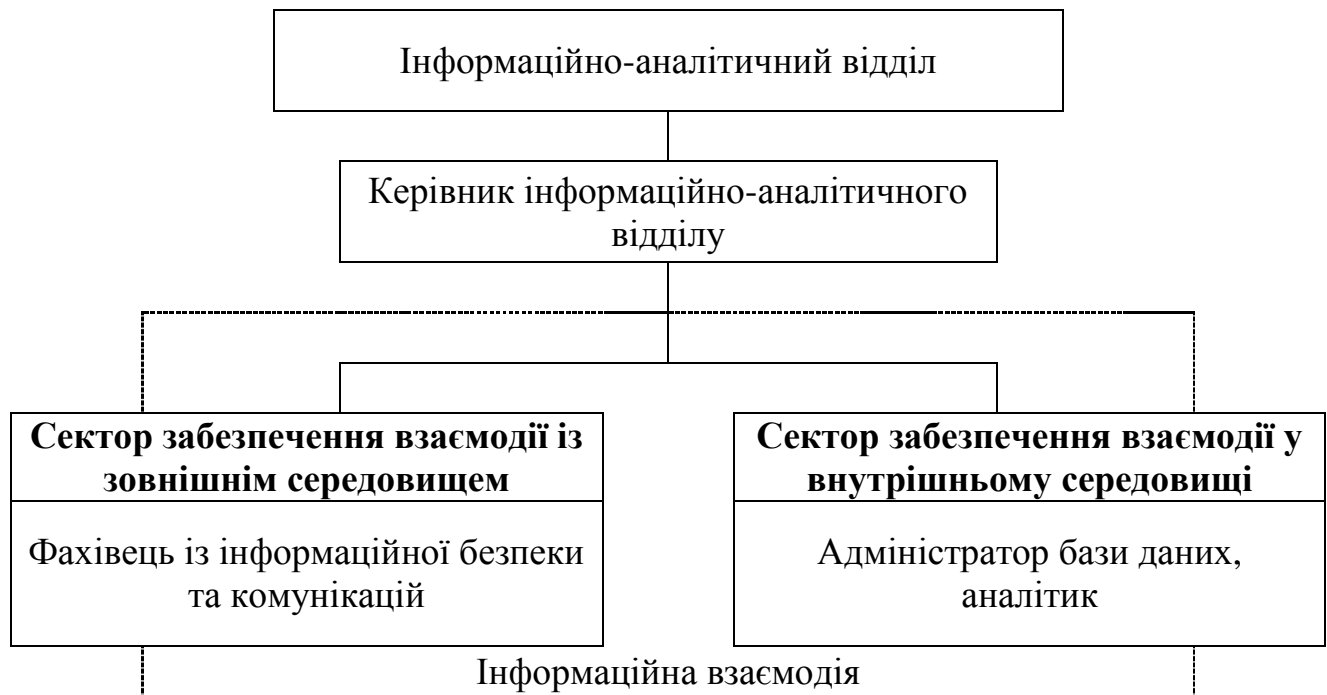 Інформаційно-аналітичний відділ
Керівник інформаційно-аналітичного
відділу
Сектор забезпечення взаємодії із
зовнішнім середовищем
Фахівець із інформаційної безпеки
та комунікацій
Сектор забезпечення взаємодії у
внутрішньому середовищі
Адміністратор бази даних,
аналітик
Інформаційна взаємодія